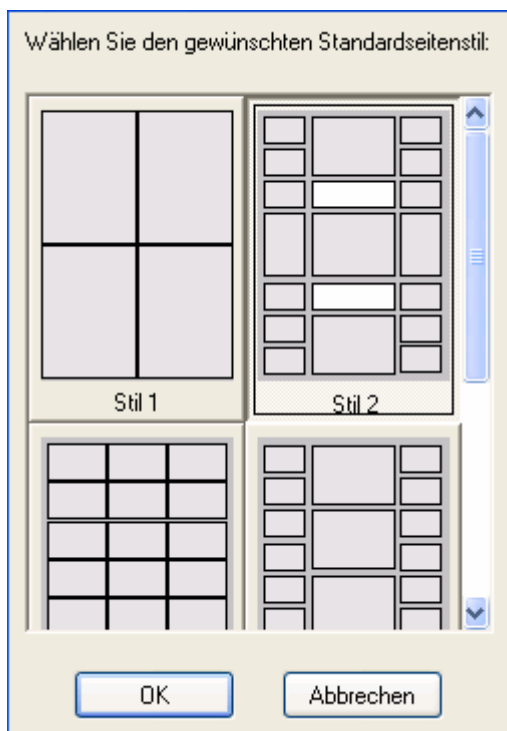 Wählen Sie den gewünschten Standardseitenstil:
Stil 1
Stil 2
OK
Abbrechen